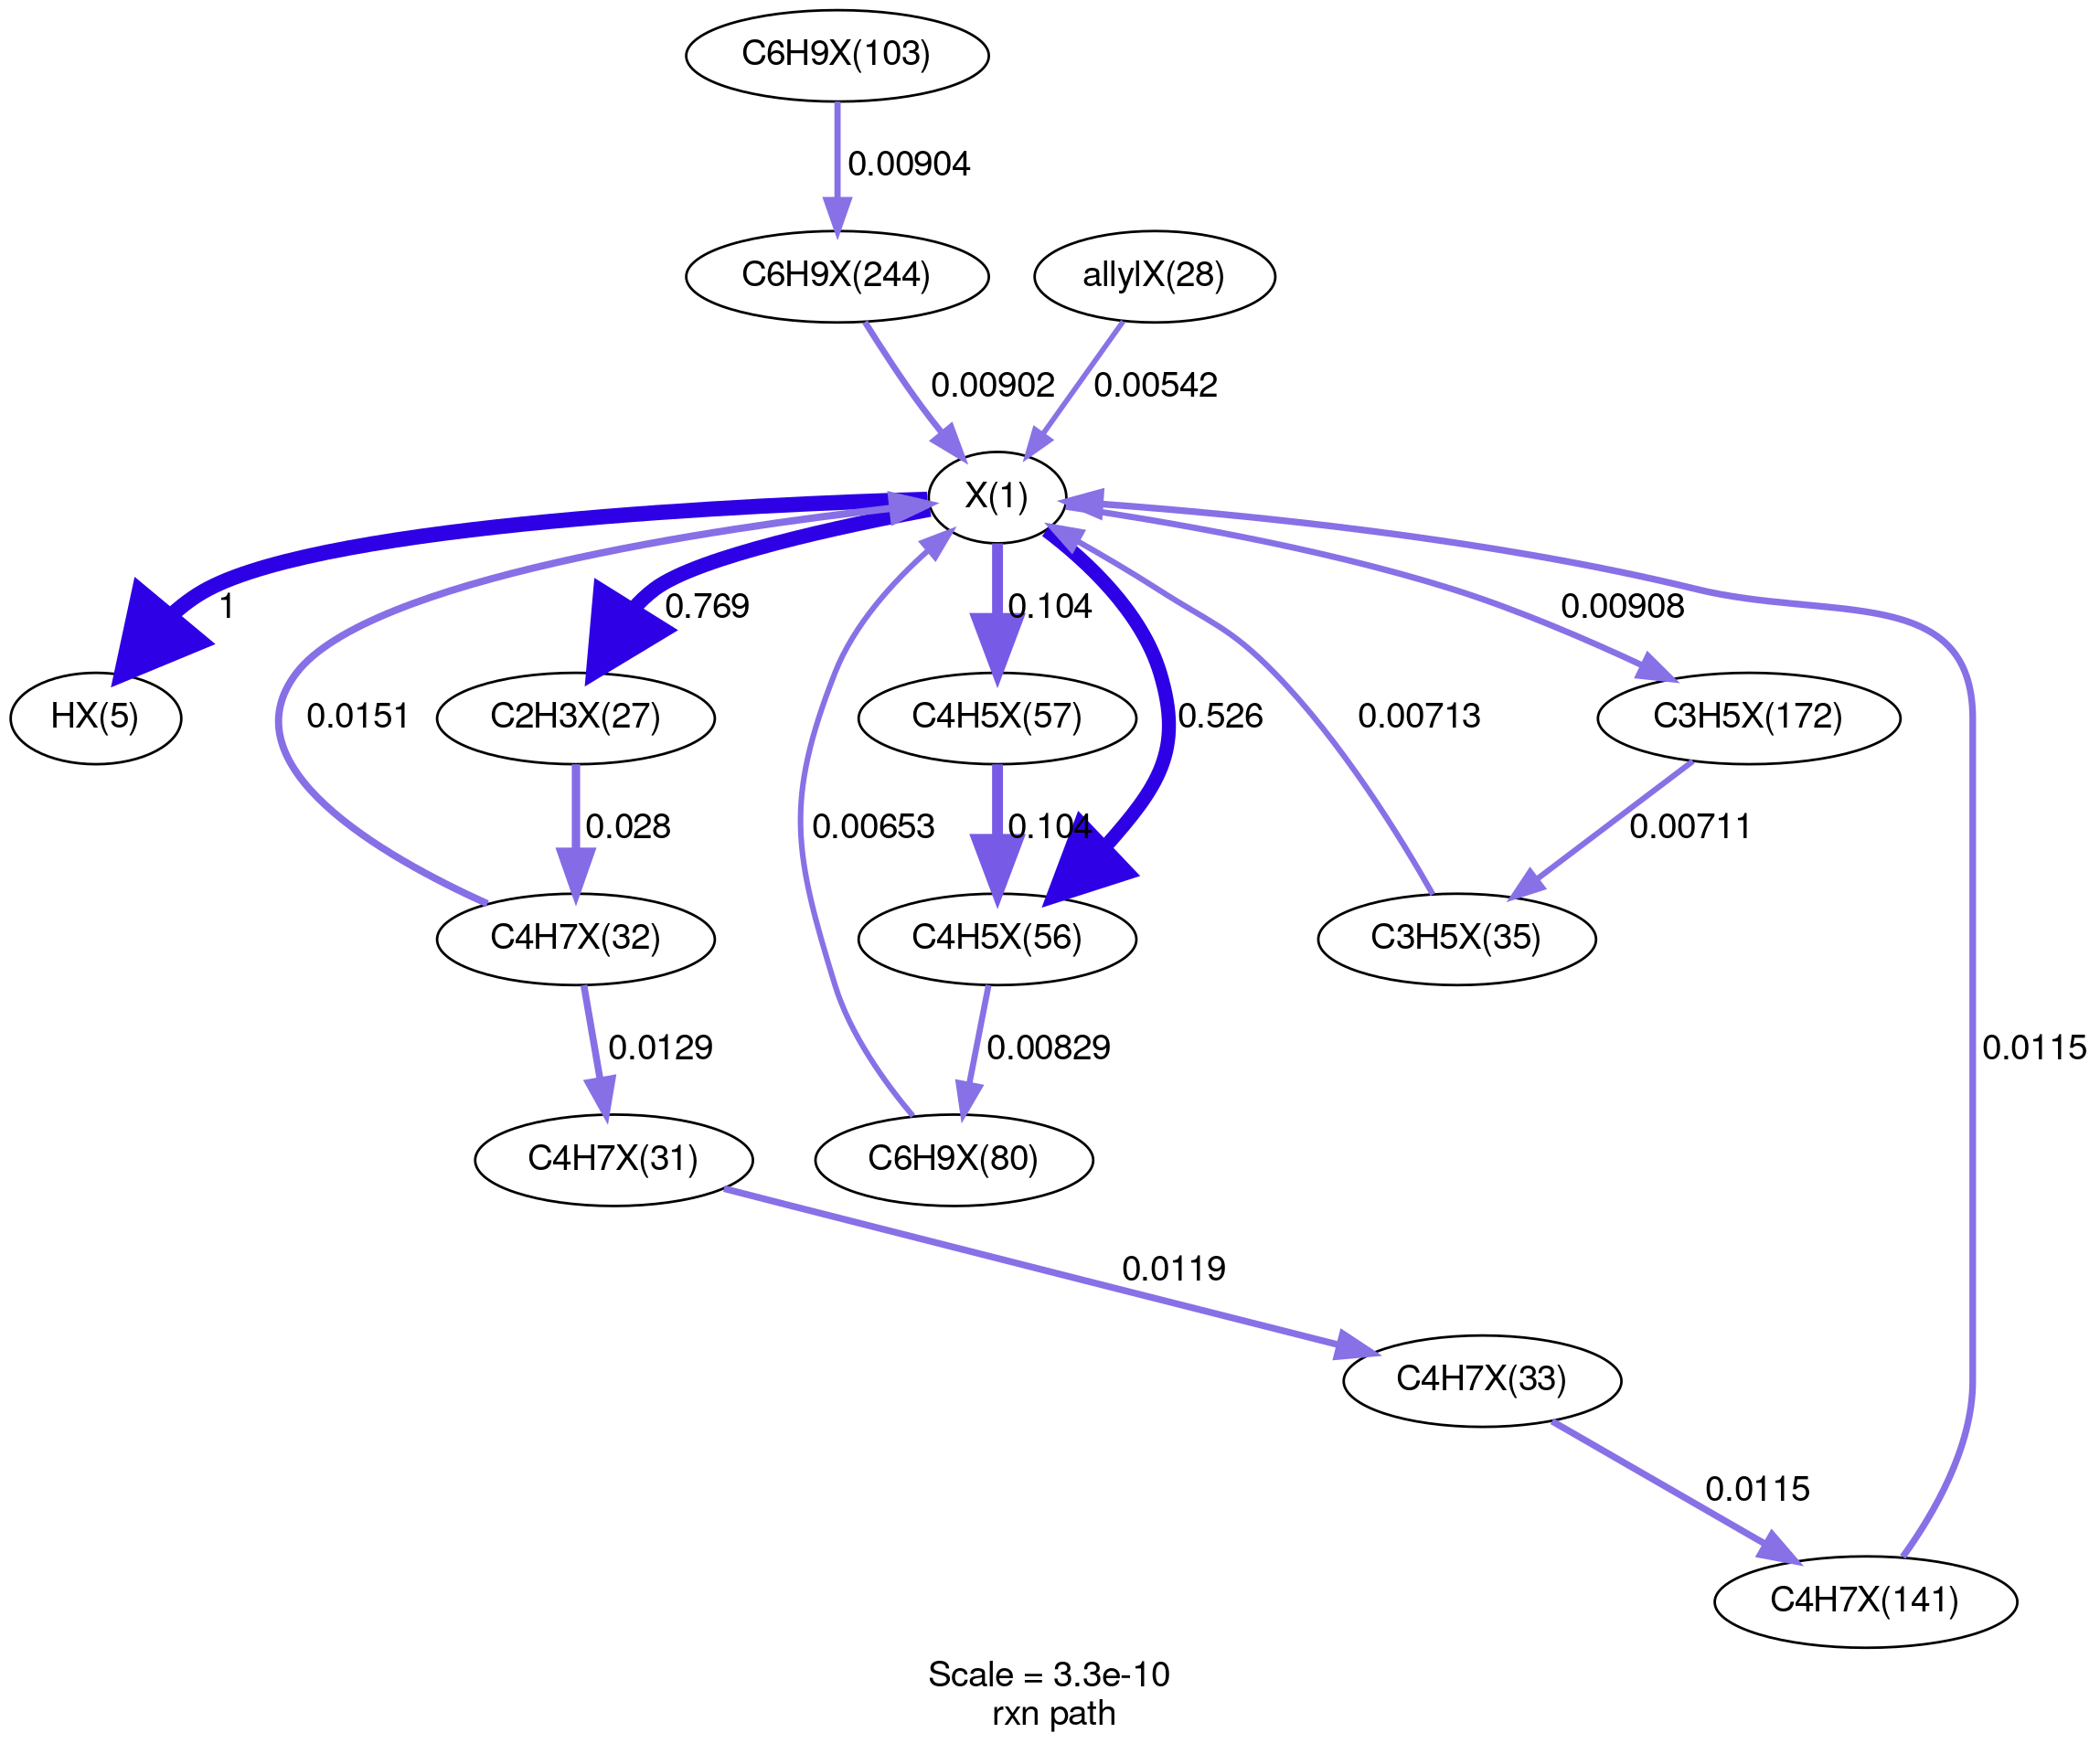 C6H9X(103)
0.00904
C6H9X(244)
allylX(28)
0.00902
0.00542
X(1)
1
0.769
0.104
0.00908
HX(5)
0.0151
C2H3X(27)
C4H5X(57)
0.526
0.00713
C3H5X(172)
0.028
0.00653
0.104
0.00711
C4H7X(32)
C4H5X(56)
C3H5X(35)
0.0129
0.00829
0.0115
C4H7X(31)
C6H9X(80)
0.0119
C4H7X(33)
0.0115
C4H7X(141)
Scale = 3.3e-10
rxn path